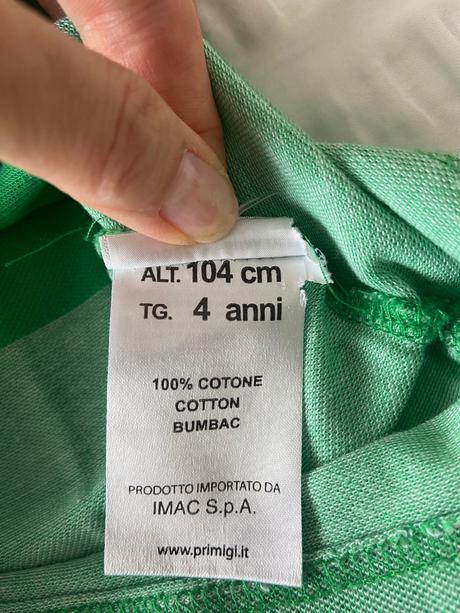 ALT. 104 cm
TG. 4 anni
100% COTONE
COTTON
BUMBAC
PRODOTTO IMPORTATO DA
IMAC S.p.A.
www.primigi.it